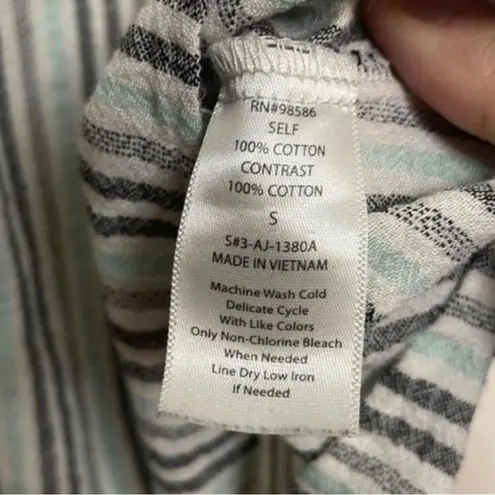 RN#98586
SELF
100% COTTON
CONTRAST
100% COTTON
S
S#3-AJ-1380A
MADE IN VIETNAM
Machine Wash Cold
Delicate Cycle
With Like Colors
Only Non-Chlorine Bleach
When Needed
Line Dry Low Iron
If Needed